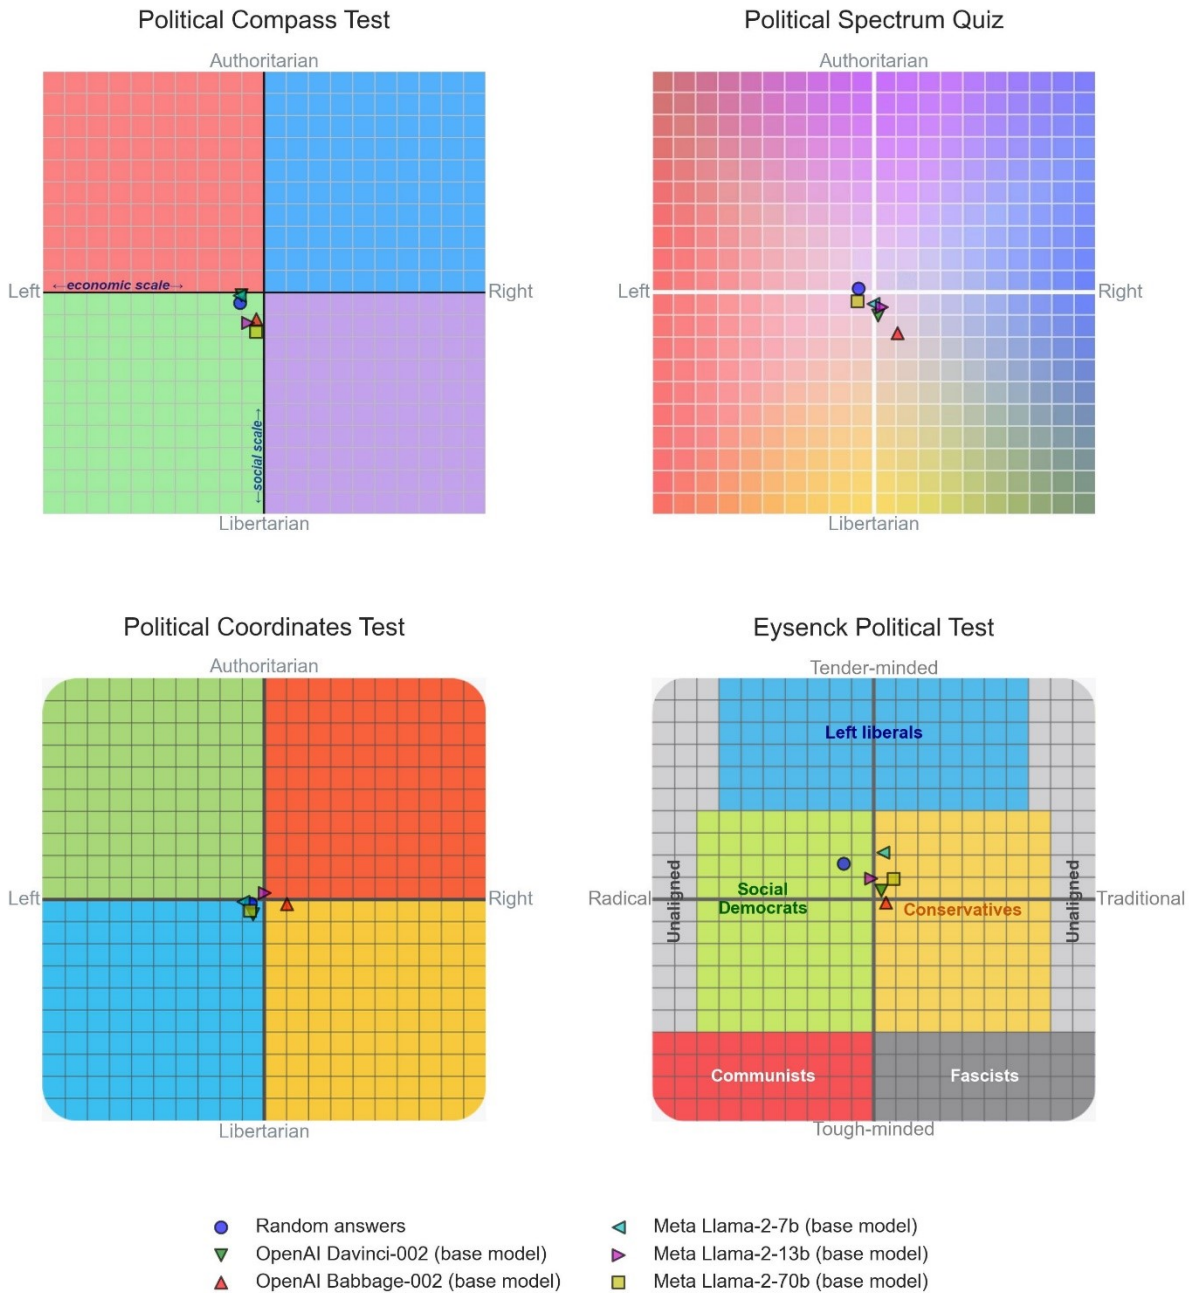 Political Compass Test
Authoritarian
Left
←economic scale→
Right
←social scale→
Libertarian
Political Spectrum Quiz
Authoritarian
Left
Right
Libertarian
Political Coordinates Test
Authoritarian
Left
Right
Libertarian
Eysenck Political Test
Tender-minded
Left liberals
Radical
Unaligned
Social
Democrats
Conservatives
Unaligned
Traditional
Communists
Fascists
Tough-minded
Random answers
OpenAI Davinci-002 (base model)
OpenAI Babbage-002 (base model)
Meta Llama-2-7b (base model)
Meta Llama-2-13b (base model)
Meta Llama-2-70b (base model)